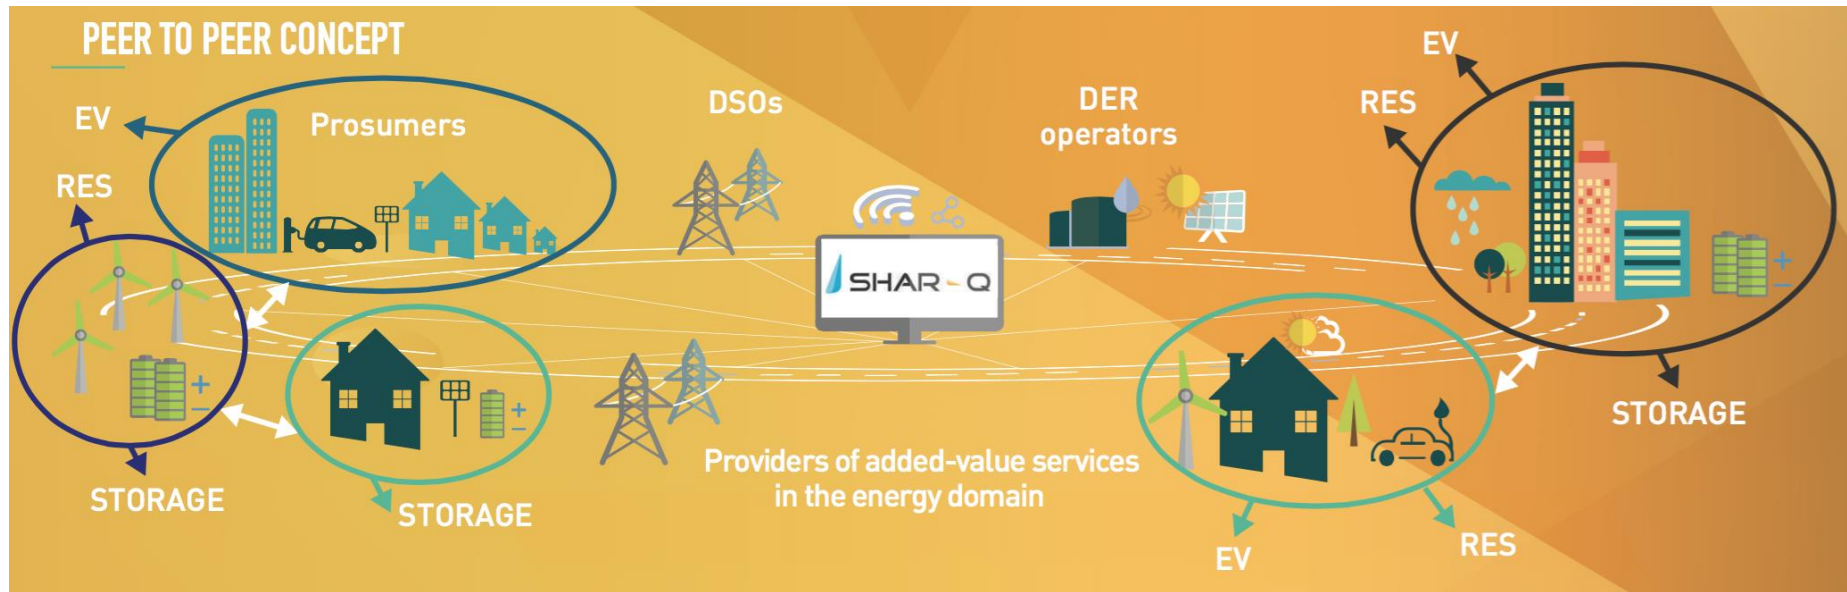 PEER TO PEER CONCEPT
EV
RES
Prosumers
DSOs
DER
operators
EV
RES
SHAR-Q
STORAGE
STORAGE
Providers of added-value services
in the energy domain
EV
RES
STORAGE
+
−
+
−
+
−